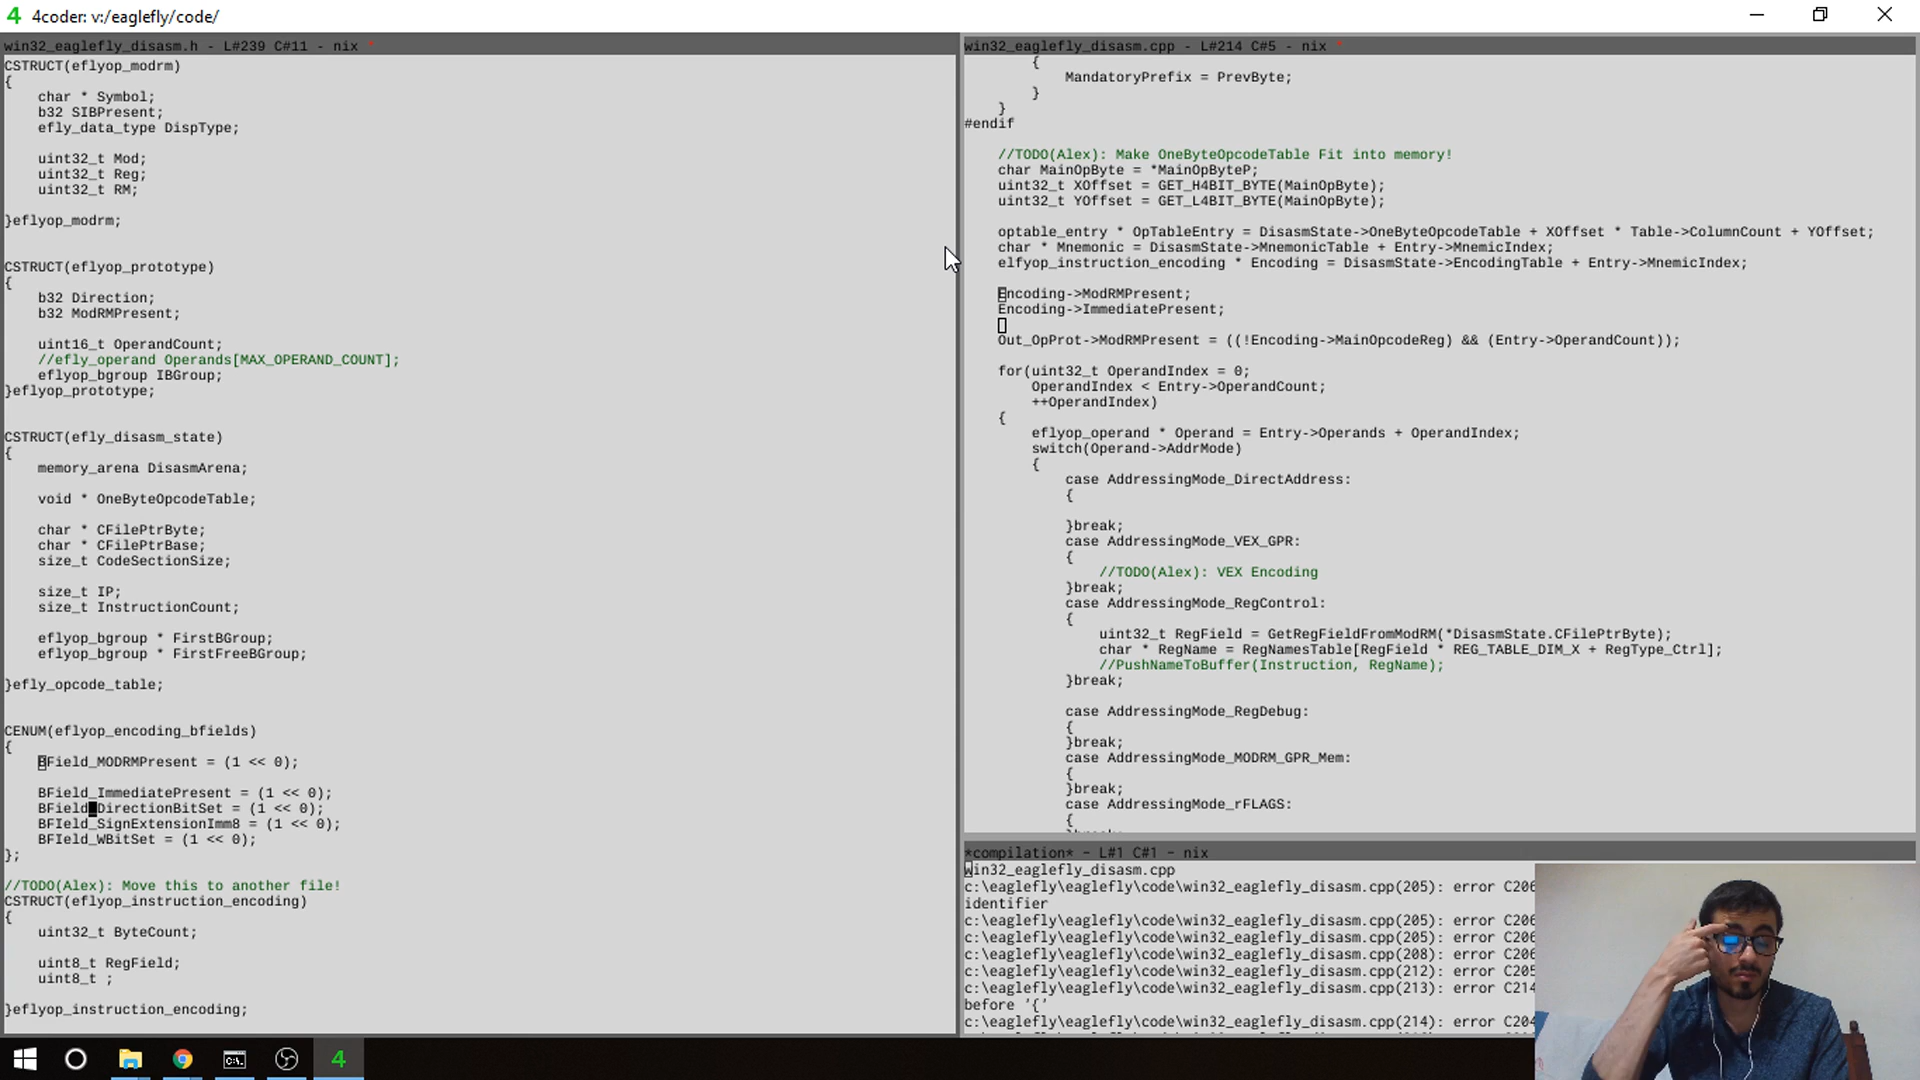 4coder: v:/eaglefly/code/
win32_eaglefly_disasm.h - L#239 C#11 - nix *
CSTRUCT(eflyop_modrm)
{
char * Symbol;
b32 SIBPresent;
efly_data_type DispType;
uint32_t Mod;
uint32_t Reg;
uint32_t RM;
}eflyop_modrm;
CSTRUCT(eflyop_prototype)
{
b32 Direction;
b32 ModRMPresent;
uint16_t OperandCount;
//efly_operand Operands[MAX_OPERAND_COUNT];
eflyop_bgroup IBGroup;
}eflyop_prototype;
CSTRUCT(efly_disasm_state)
{
memory_arena DisasmArena;
void * OneByteOpcodeTable;
char * CFilePtrByte;
char * CFilePtrBase;
size_t CodeSectionSize;
size_t IP;
size_t InstructionCount;
eflyop_bgroup * FirstBGroup;
eflyop_bgroup * FirstFreeBGroup;
}efly_opcode_table;
CENUM(eflyop_encoding_bfields)
{
BField_MODRMPresent = (1 << 0);
BField_ImmediatePresent = (1 << 0);
BField DirectionBitSet = (1 << 0);
BFIeld_SignExtensionImm8 = (1 << 0);
BFIeld_WBitSet = (1 << 0);
};
//TODO(Alex): Move this to another file!
CSTRUCT(eflyop_instruction_encoding)
{
uint32_t ByteCount;
uint8_t RegField;
uint8_t ;
}eflyop_instruction_encoding;
win32_eaglefly_disasm.cpp - L#214 C#5 - nix *
{
MandatoryPrefix = PrevByte;
}
}
#endif
//TODO(Alex): Make OneByteOpcodeTable Fit into memory!
char MainOpByte = *MainOpByteP;
uint32_t XOffset = GET_H4BIT_BYTE(MainOpByte);
uint32_t YOffset = GET_L4BIT_BYTE(MainOpByte);
optable_entry * OpTableEntry = DisasmState->OneByteOpcodeTable + XOffset * Table->ColumnCount + YOffset;
char * Mnemonic = DisasmState->MnemonicTable + Entry->MnemicIndex;
elfyop_instruction_encoding * Encoding = DisasmState->EncodingTable + Entry->MnemicIndex;
Encoding->ModRMPresent;
Encoding->ImmediatePresent;
Out_OpProt->ModRMPresent = ((!Encoding->MainOpcodeReg) && (Entry->OperandCount));
for(uint32_t OperandIndex = 0;
OperandIndex < Entry->OperandCount;
++OperandIndex)
{
eflyop_operand * Operand = Entry->Operands + OperandIndex;
switch(Operand->AddrMode)
{
case AddressingMode_DirectAddress:
{
}break;
case AddressingMode_VEX_GPR:
{
//TODO(Alex): VEX Encoding
}break;
case AddressingMode_RegControl:
{
uint32_t RegField = GetRegFieldFromModRM(*DisasmState.CFilePtrByte);
char * RegName = RegNamesTable[RegField * REG_TABLE_DIM_X + RegType_Ctrl];
//PushNameToBuffer(Instruction, RegName);
}break;
case AddressingMode_RegDebug:
{
}break;
case AddressingMode_MODRM_GPR_Mem:
{
}break;
case AddressingMode_rFLAGS:
{
*compilation* - L#1 C#1 - nix
win32_eaglefly_disasm.cpp
c:\eaglefly\eaglefly\code\win32_eaglefly_disasm.cpp(205): error C206
identifier
c:\eaglefly\eaglefly\code\win32_eaglefly_disasm.cpp(205): error C206
c:\eaglefly\eaglefly\code\win32_eaglefly_disasm.cpp(205): error C206
c:\eaglefly\eaglefly\code\win32_eaglefly_disasm.cpp(208): error C206
c:\eaglefly\eaglefly\code\win32_eaglefly_disasm.cpp(212): error C205
c:\eaglefly\eaglefly\code\win32_eaglefly_disasm.cpp(213): error C214
before '{'
c:\eaglefly\eaglefly\code\win32_eaglefly_disasm.cpp(214): error C204